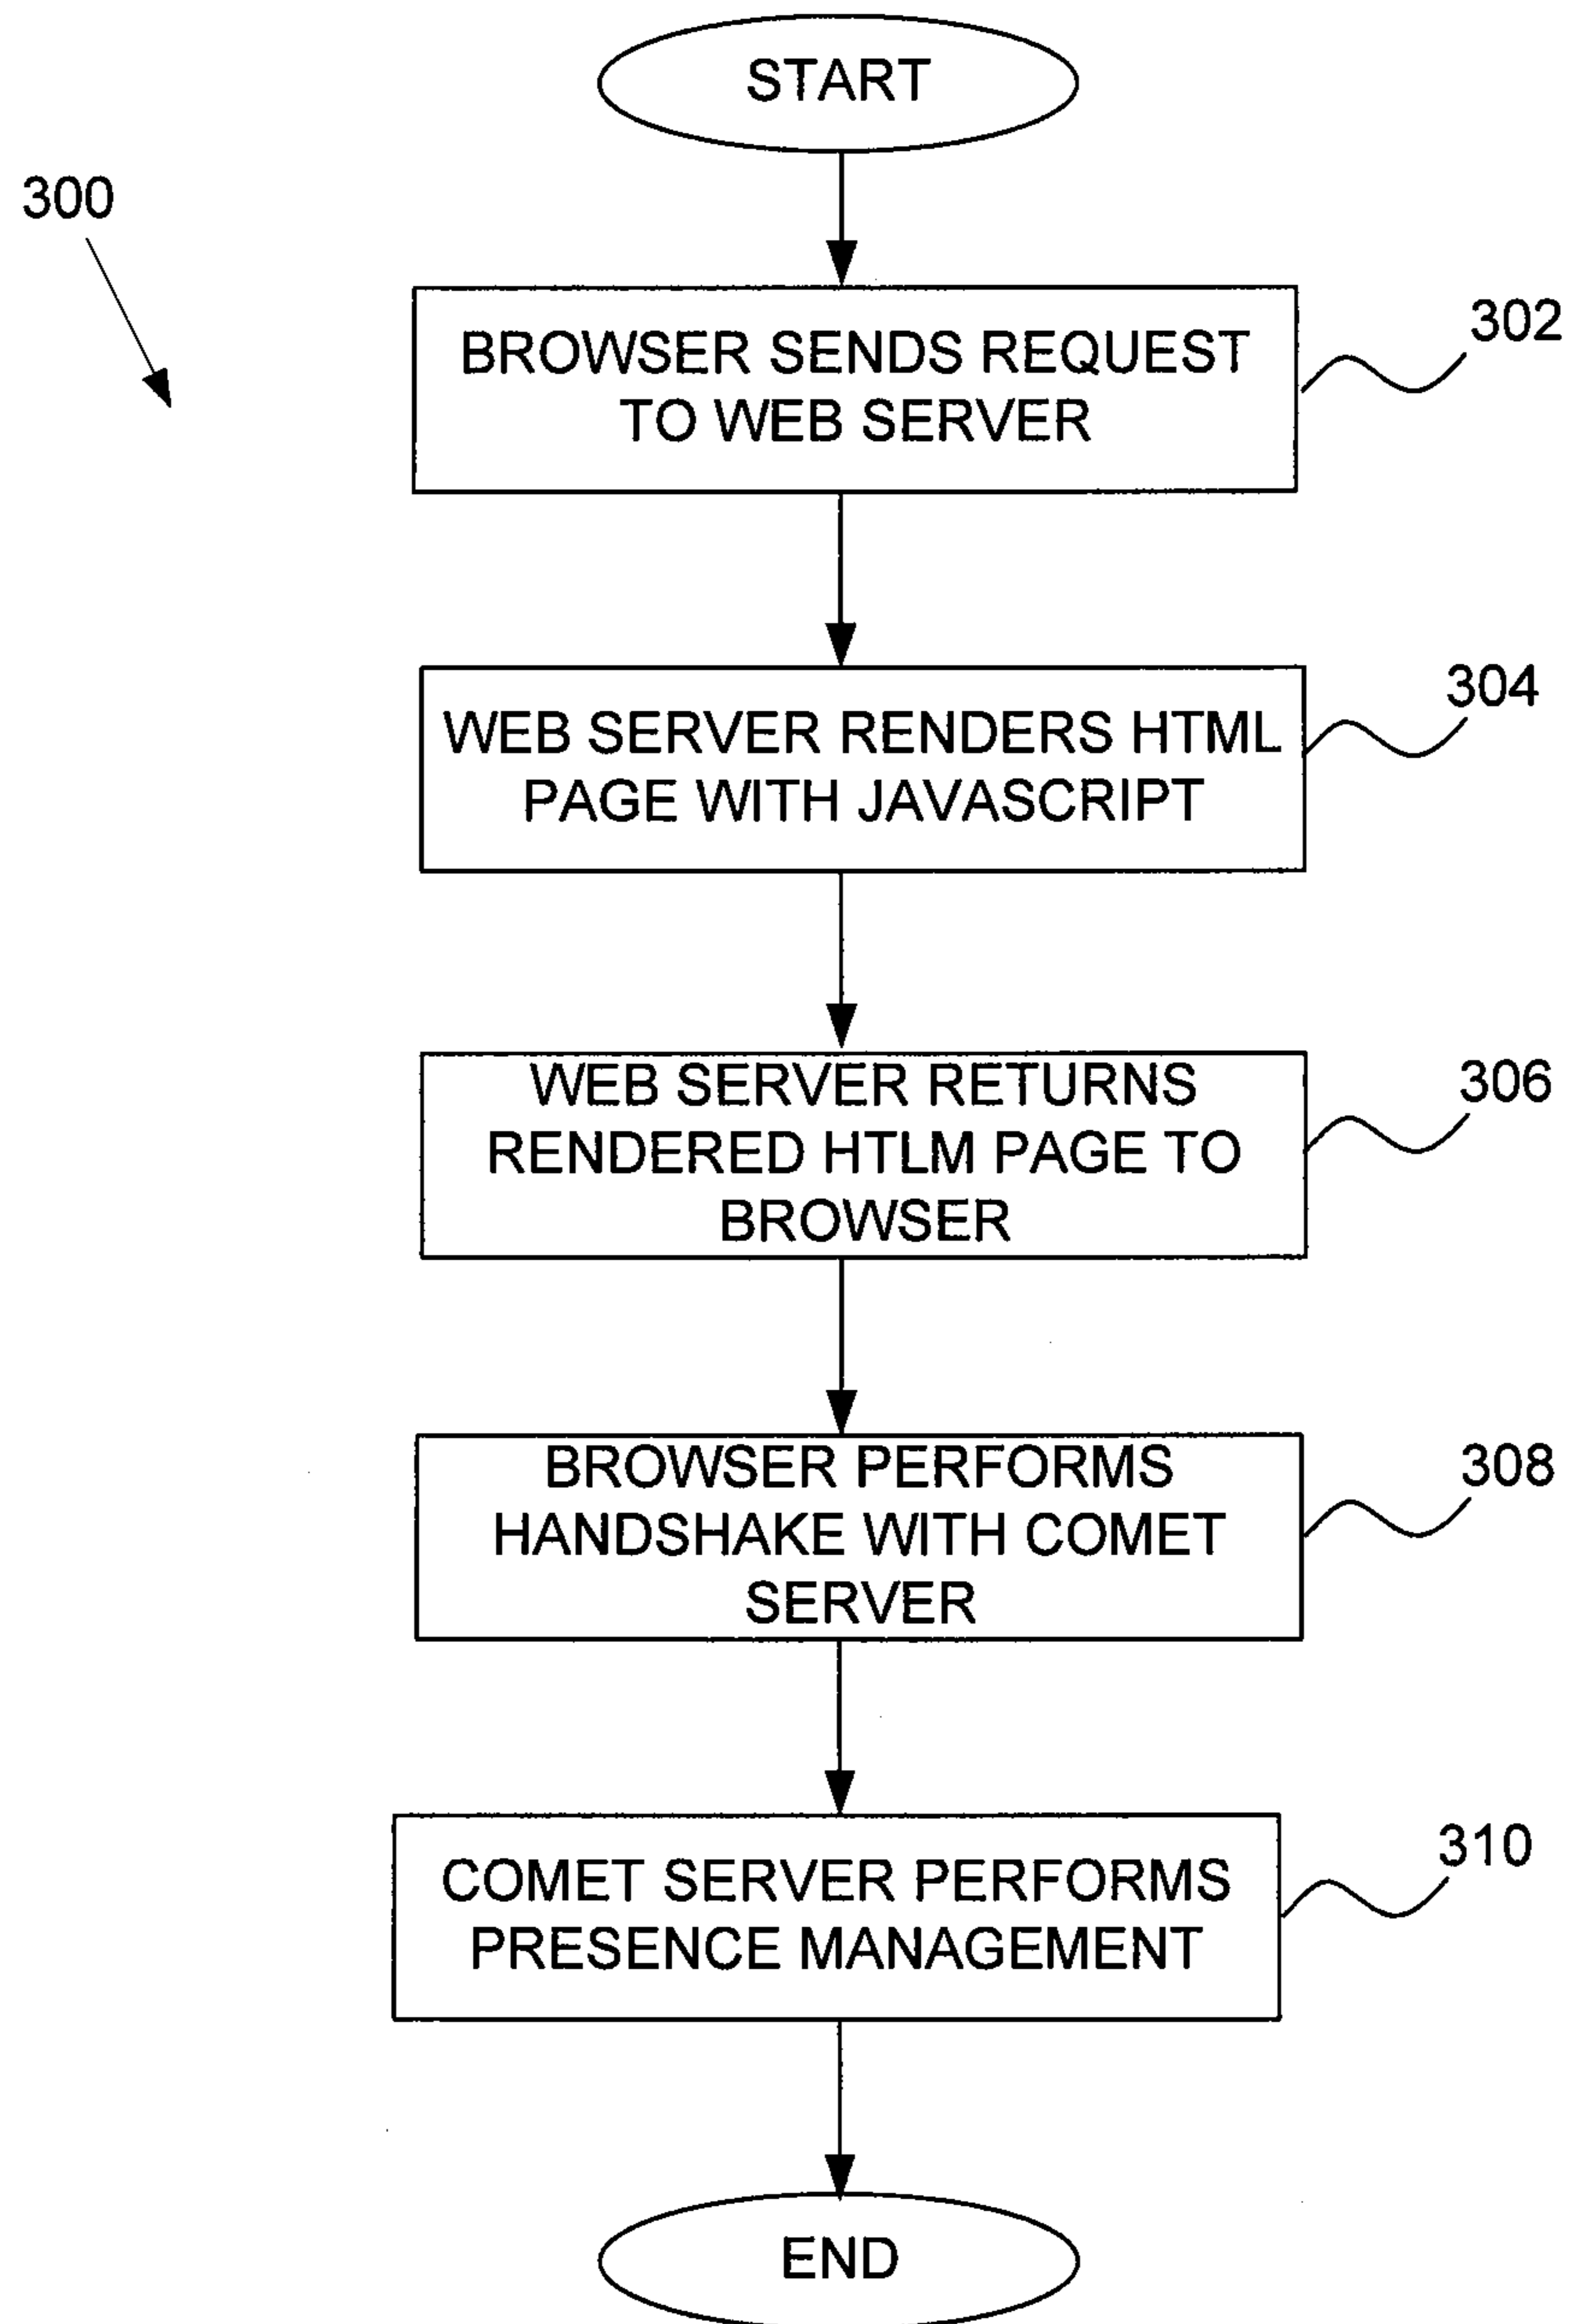 START
300
302
BROWSER SENDS REQUEST
TO WEB SERVER
304
WEB SERVER RENDERS HTML
PAGE WITH JAVASCRIPT
306
WEB SERVER RETURNS
RENDERED HTLM PAGE TO
BROWSER
308
BROWSER PERFORMS
HANDSHAKE WITH COMET
SERVER
310
COMET SERVER PERFORMS
PRESENCE MANAGEMENT
END